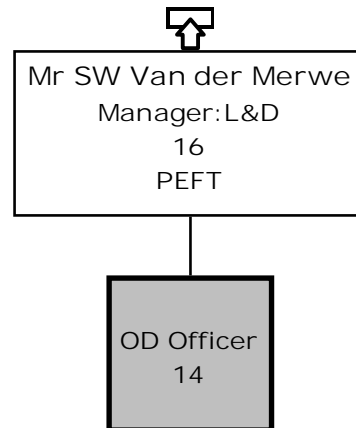 Mr SW Van der Merwe
Manager:L&D
16
PEFT
OD Officer
14